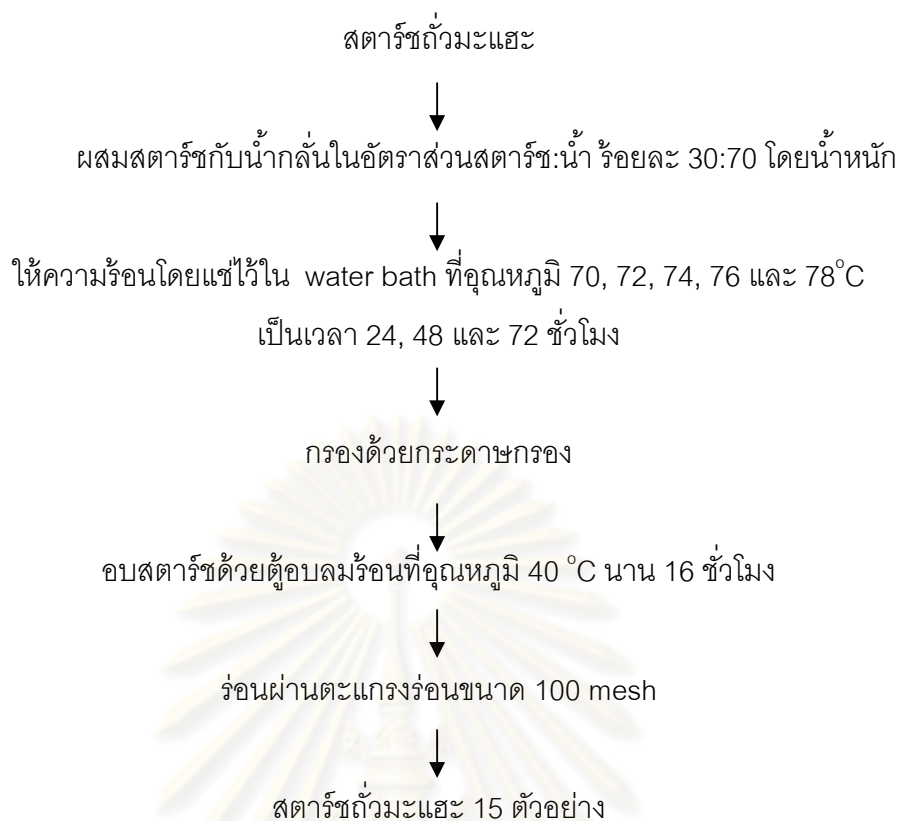 สตาร์ชถั่วมะแฮะ
ผสมสตาร์ชกับน้ำกลั่นในอัตราส่วนสตาร์ช:น้ำ ร้อยละ 30:70 โดยน้ำหนัก
ให้ความร้อนโดยแช่ไว้ใน water bath ที่อุณหภูมิ 70, 72, 74, 76 และ 78°C
เป็นเวลา 24, 48 และ 72 ชั่วโมง
กรองด้วยกระดาษกรอง
อบสตาร์ชด้วยตู้อบลมร้อนที่อุณหภูมิ 40 °C นาน 16 ชั่วโมง
ร่อนผ่านตะแกรงร่อนขนาด 100 mesh
สตาร์ชถั่วมะแฮะ 15 ตัวอย่าง